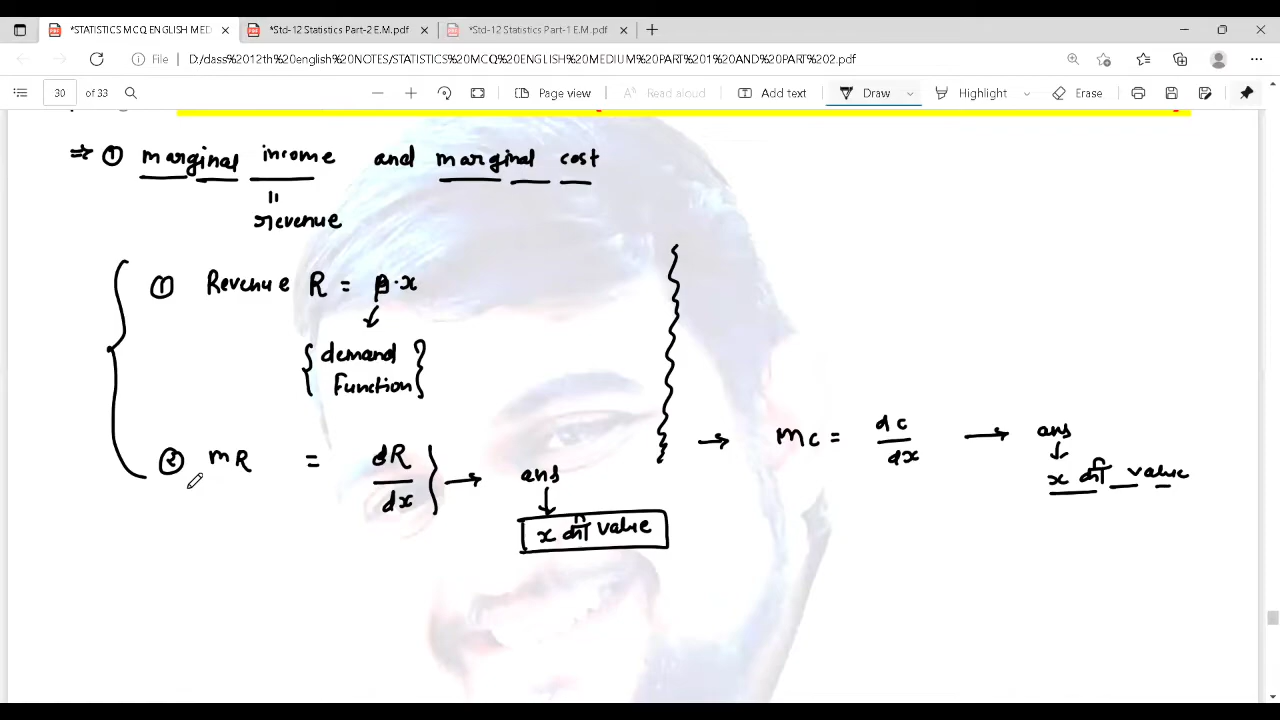 *STATISTICS MCQ ENGLISH MED
*Std-12 Statistics Part-2 E.M.pdf
*Std-12 Statistics Part-1 E.M.pdf
File D:/dass%2012th%20english%20NOTES/STATISTICS%20MCQ%20ENGLISH%20MEDIUM%20PART%201%20AND%20PART%202.pdf
30 of 33 Page view Read aloud Add text Draw Highlight Erase
⇒ ① marginal income and marginal cost
revenue
① Revenue R = p·x
demand
Function
② MR = dR/dx → ans
x की value
→ MC = dc/dx → ans
x की value